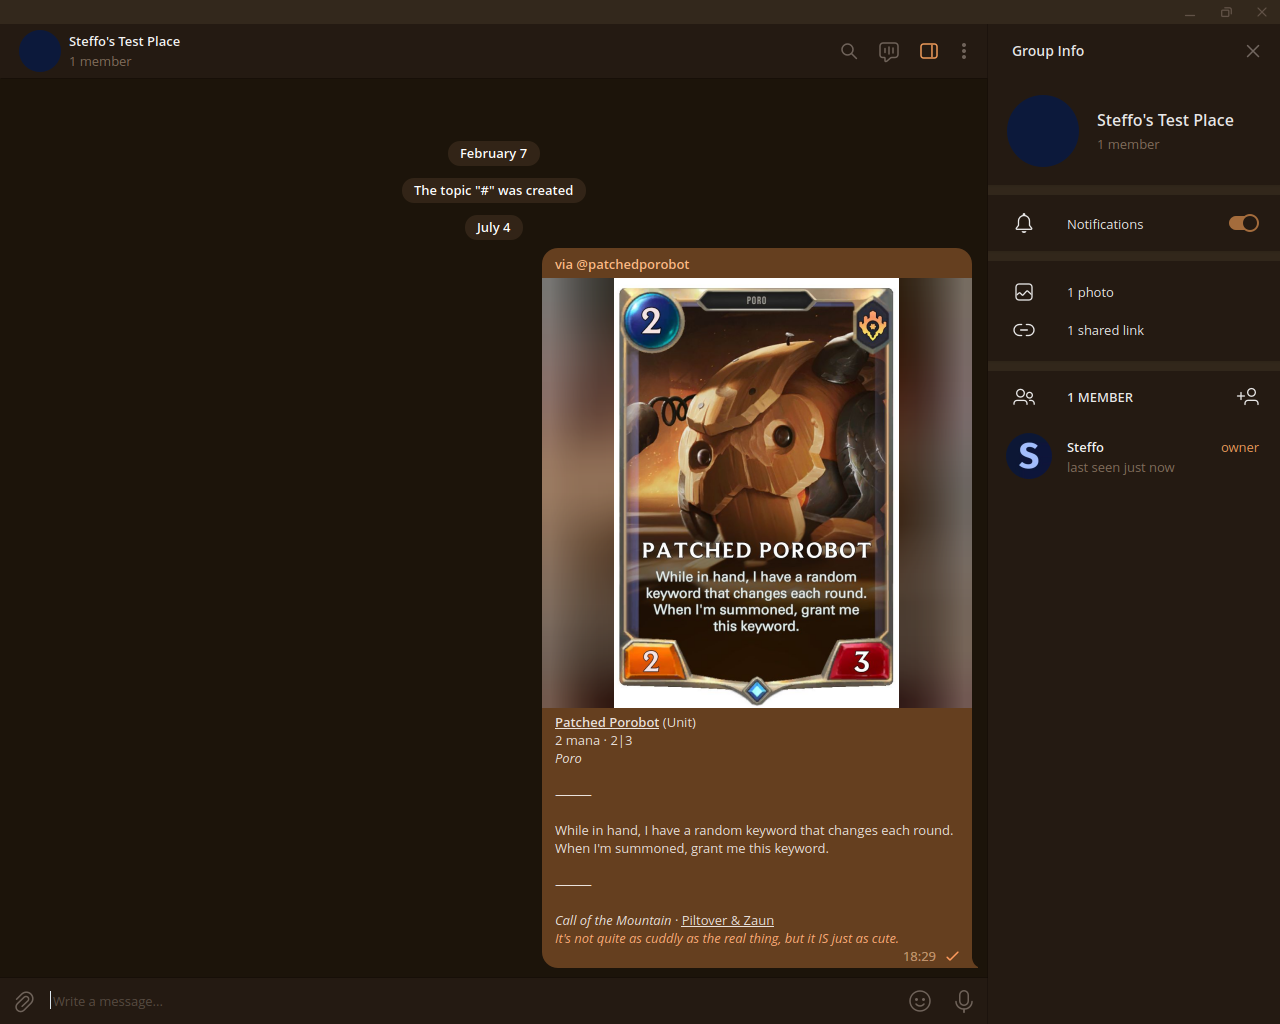 Steffo's Test Place
1 member
February 7
The topic "#" was created
July 4
via @patchedporobot
2
PORO
PATCHED POROBOT
While in hand, I have a random
keyword that changes each round.
When I'm summoned, grant me
this keyword.
2
3
Patched Porobot (Unit)
2 mana · 2|3
Poro
While in hand, I have a random keyword that changes each round.
When I'm summoned, grant me this keyword.
Call of the Mountain · Piltover & Zaun
It's not quite as cuddly as the real thing, but it IS just as cute.
18:29
Write a message...
Group Info
Steffo's Test Place
1 member
Notifications
1 photo
1 shared link
1 MEMBER
S
Steffo
owner
last seen just now